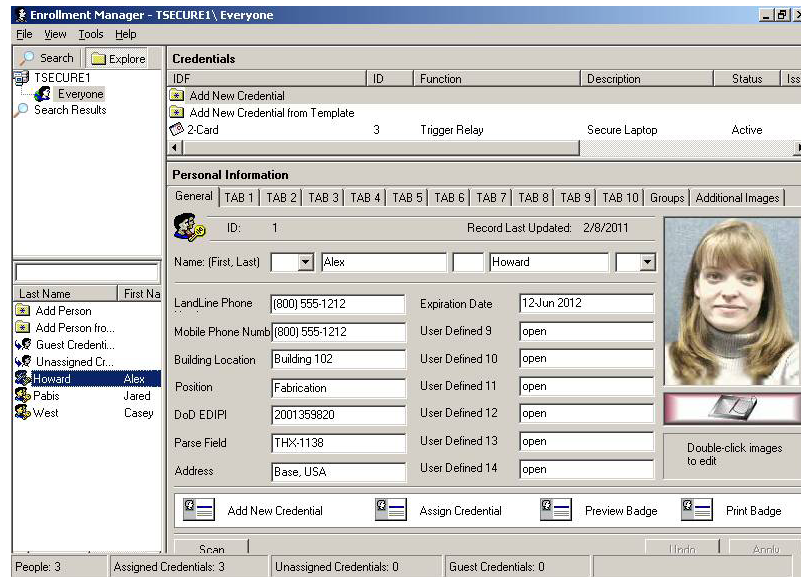 Enrollment Manager - TSECURE1\ Everyone
File View Tools Help
Search Explore
TSECURE1
Everyone
Search Results
Credentials
IDF ID Function Description Status Iss
Add New Credential
Add New Credential from Template
2-Card 3 Trigger Relay Secure Laptop Active
Personal Information
General TAB 1 TAB 2 TAB 3 TAB 4 TAB 5 TAB 6 TAB 7 TAB 8 TAB 9 TAB 10 Groups Additional Images
ID: 1 Record Last Updated: 2/8/2011
Name: (First, Last) Alex Howard
Last Name First Na
Add Person
Add Person fro...
Guest Credenti...
Unassigned Cr...
Howard Alex
Pabis Jared
West Casey
LandLine Phone (800) 555-1212 Expiration Date 12-Jun 2012
Mobile Phone Numb (800) 555-1212 User Defined 9 open
Building Location Building 102 User Defined 10 open
Position Fabrication User Defined 11 open
DoD EDIPI 2001359820 User Defined 12 open
Parse Field THX-1138 User Defined 13 open
Address Base, USA User Defined 14 open
Double-click images
to edit
Add New Credential Assign Credential Preview Badge Print Badge
Scan Undo Apply
People: 3 Assigned Credentials: 3 Unassigned Credentials: 0 Guest Credentials: 0